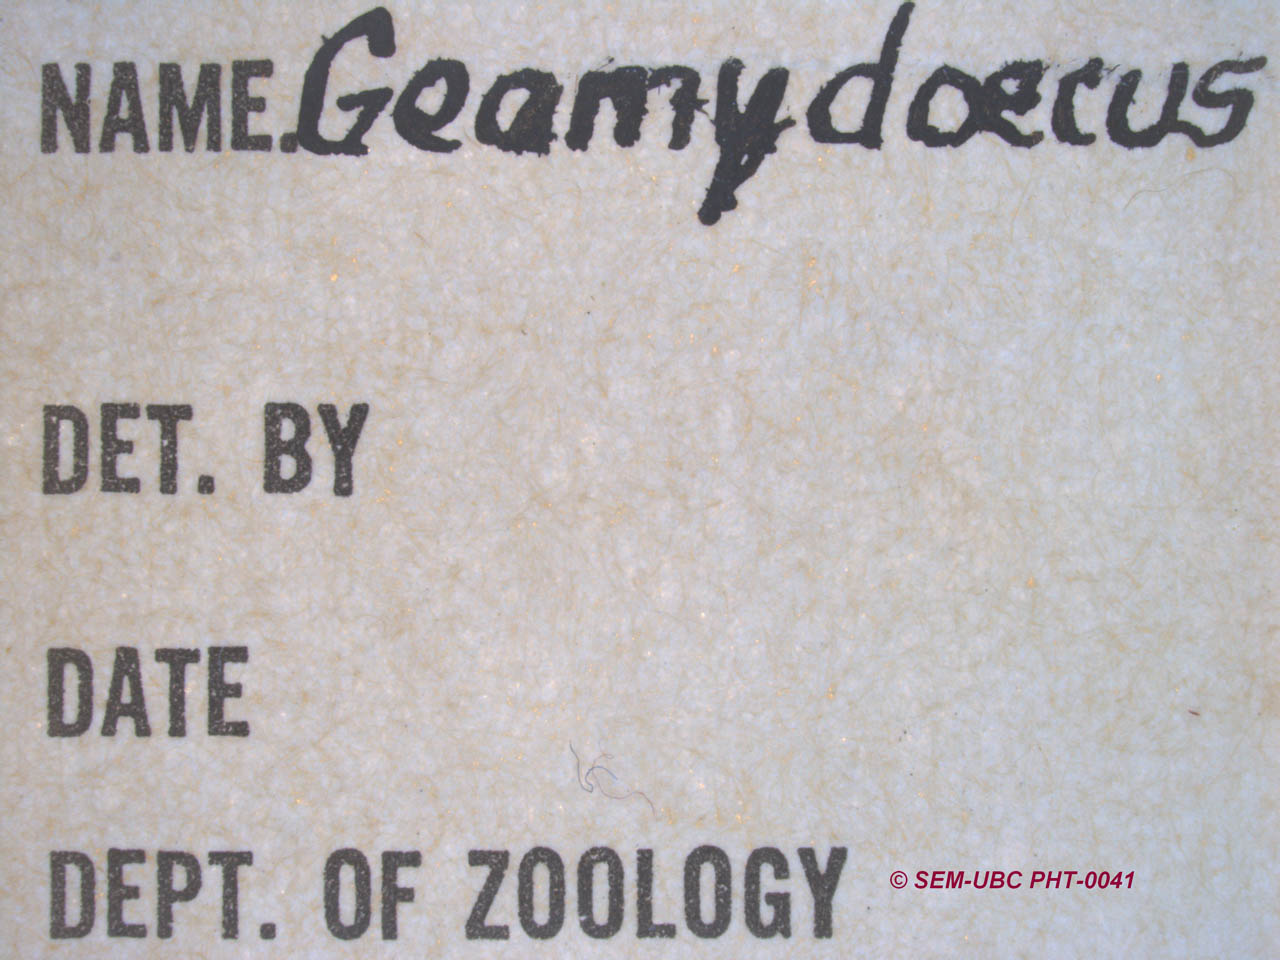 NAME. Geamydoecus
DET. BY
DATE
DEPT. OF ZOOLOGY
© SEM-UBC PHT-0041